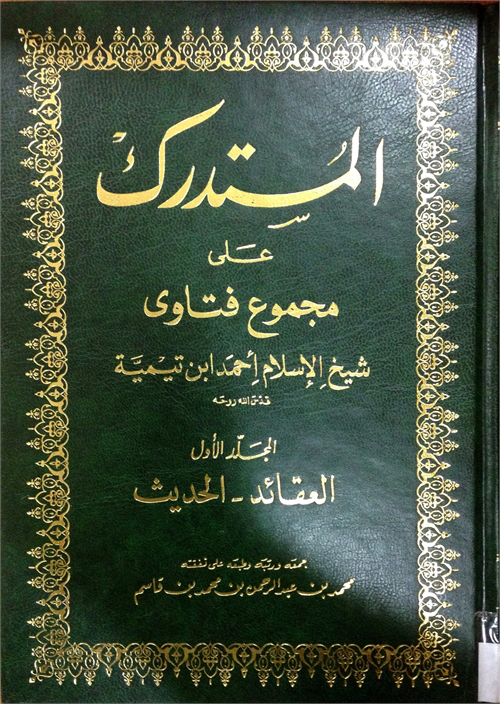 المستدرك
على
مجموع فتاوى
شيخ الإسلام أحمد ابن تيمية
قدس الله روحه
المجلد الأول
العقائد - الحديث
جمعه ورتبه وطبعه على نفقته
محمد بن عبد الرحمن بن محمد بن قاسم